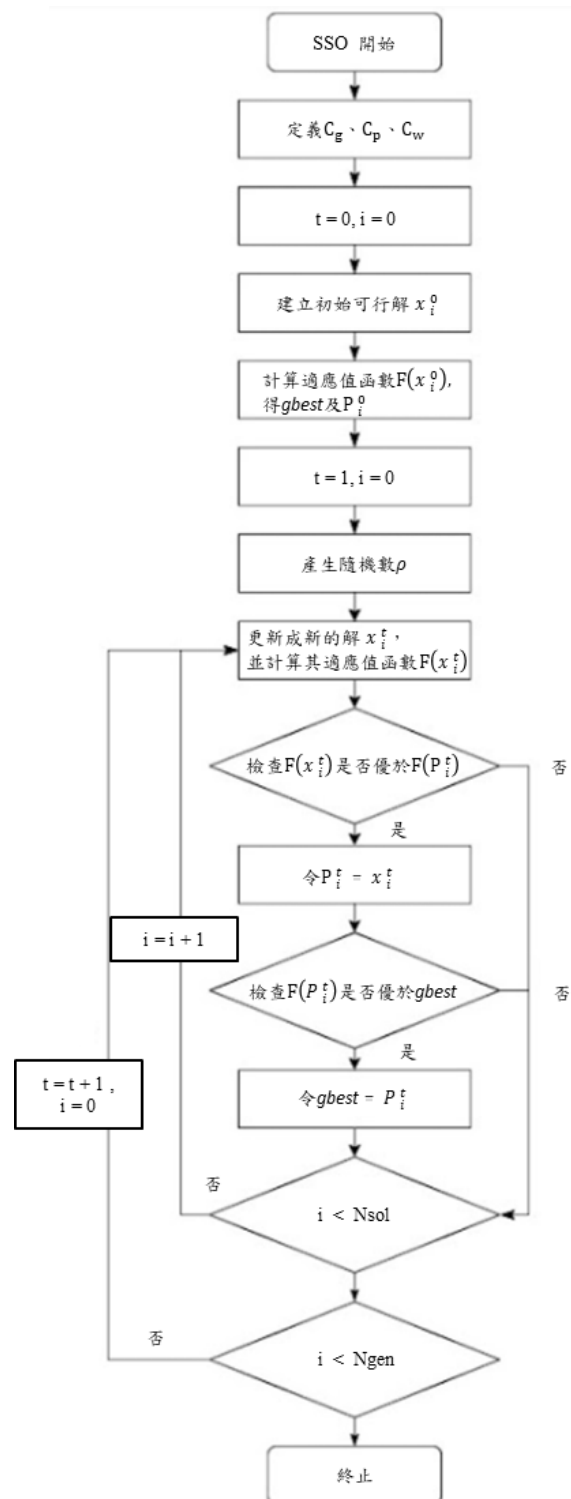 SSO 開始
定義C_g、C_p、C_w
t = 0, i = 0
建立初始可行解 x_i^0
計算適應值函數F(x_i^0),
得gbest及P_i^0
t = 1, i = 0
產生隨機數ρ
更新成新的解 x_i^t，
並計算其適應值函數F(x_i^t)
檢查F(x_i^t)是否優於F(P_i^t)
否
是
令P_i^t = x_i^t
i = i + 1
檢查F(P_i^t)是否優於gbest
否
是
t = t + 1 ,
i = 0
令gbest = P_i^t
否
i < Nsol
否
i < Ngen
終止